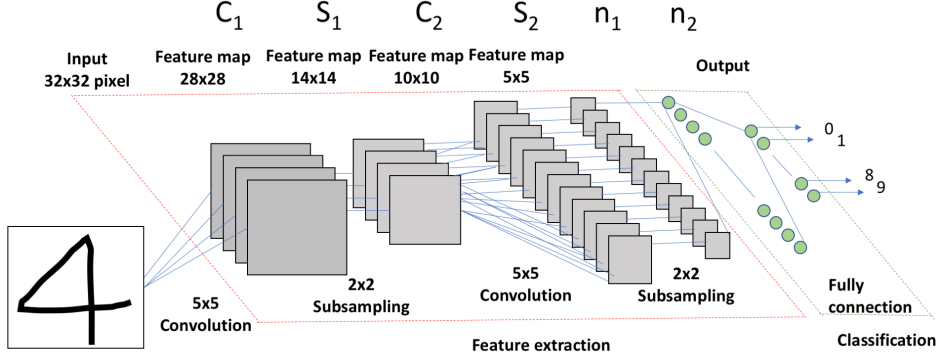 C1 S1 C2 S2 n1 n2
Input
32x32 pixel
Feature map
28x28
Feature map
14x14
Feature map
10x10
Feature map
5x5
Output
0
1
8
9
4
5x5
Convolution
2x2
Subsampling
5x5
Convolution
2x2
Subsampling
Fully
connection
Feature extraction
Classification